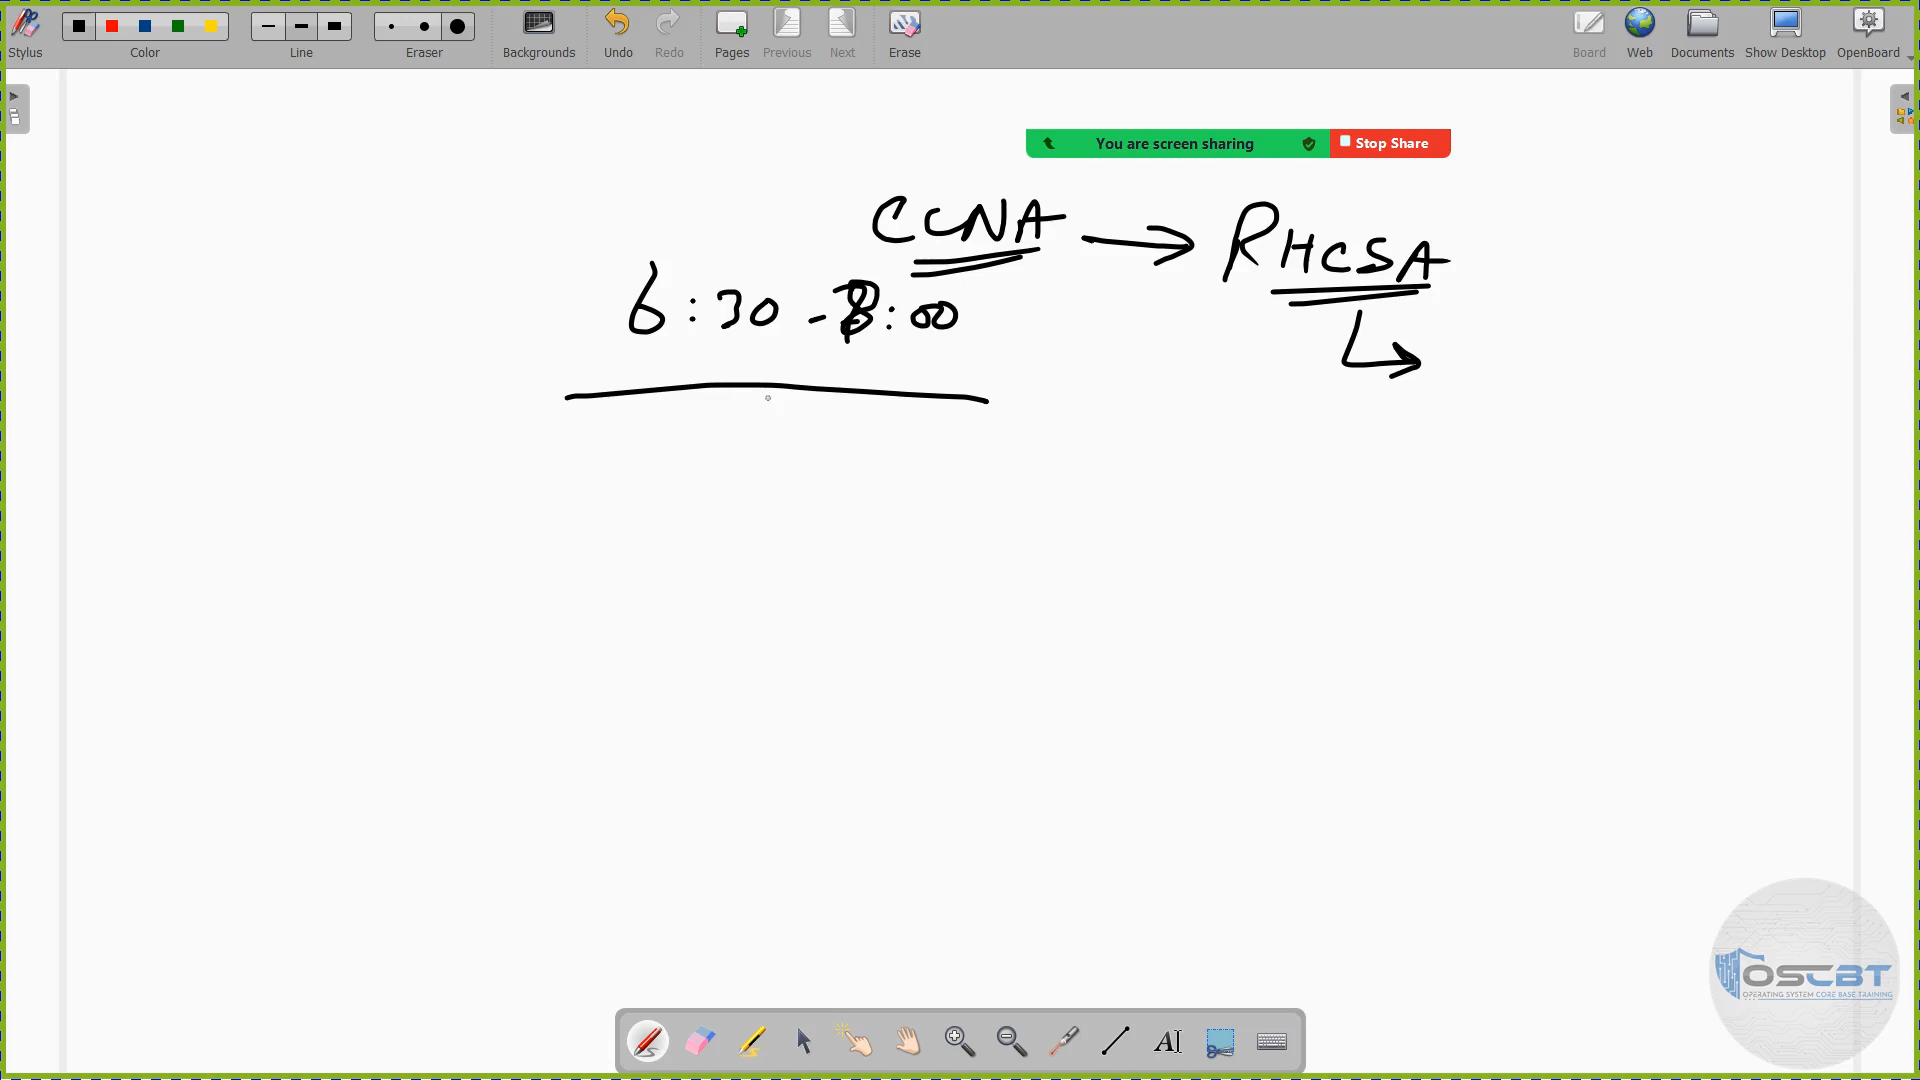 Stylus Color Line Eraser Backgrounds Undo Redo Pages Previous Next Erase Board Web Documents Show Desktop OpenBoard
You are screen sharing Stop Share
CCNA → RHCSA
6:30 - 8:00
OSCBT
OPERATING SYSTEM CORE BASE TRAINING